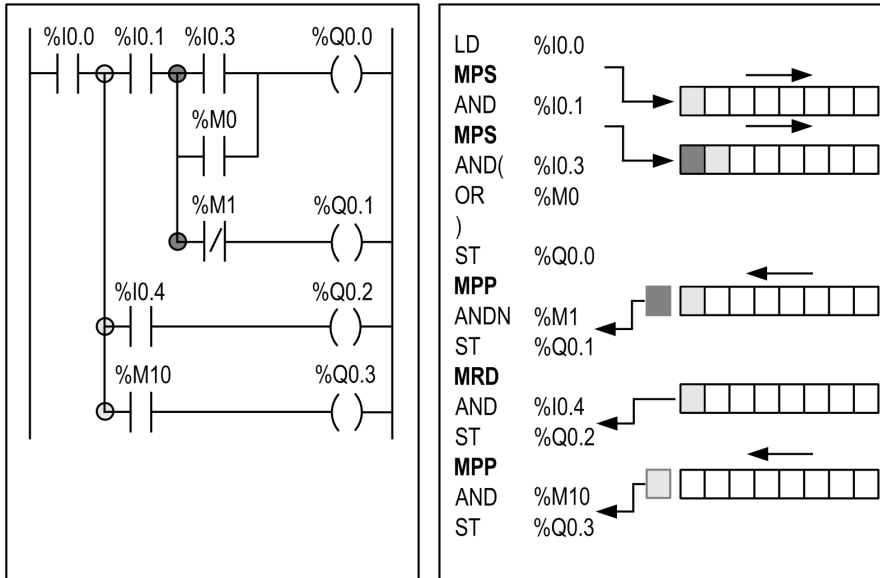 %I0.0 %I0.1 %I0.3 %Q0.0
%M0
%M1 %Q0.1
%I0.4 %Q0.2
%M10 %Q0.3
LD %I0.0
MPS
AND %I0.1
MPS
AND( %I0.3
OR %M0
)
ST %Q0.0
MPP
ANDN %M1
ST %Q0.1
MRD
AND %I0.4
ST %Q0.2
MPP
AND %M10
ST %Q0.3